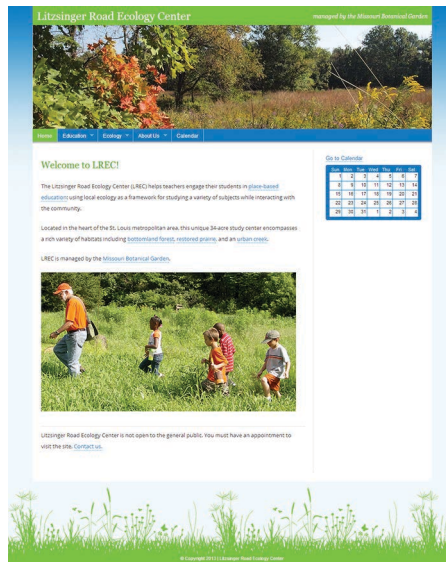 Litzsinger Road Ecology Center
managed by the Missouri Botanical Garden
Home Education Ecology About Us Calendar
Welcome to LREC!
The Litzsinger Road Ecology Center (LREC) helps teachers engage their students in place-based
education using local ecology as a framework for studying a variety of subjects while interacting with
the community.
Located in the heart of the St. Louis metropolitan area, this unique 34-acre study center encompasses
a rich variety of habitats including bottomland forest, restored prairie, and an urban creek.
LREC is managed by the Missouri Botanical Garden.
Litzsinger Road Ecology Center is not open to the general public. You must have an appointment to
visit the site. Contact us.
Go to Calendar
Sun Mon Tue Wed Thu Fri Sat
1 2 3 4 5 6 7
8 9 10 11 12 13 14
15 16 17 18 19 20 21
22 23 24 25 26 27 28
29 30 31 1 2 3 4
© Copyright 2013 | Litzsinger Road Ecology Center